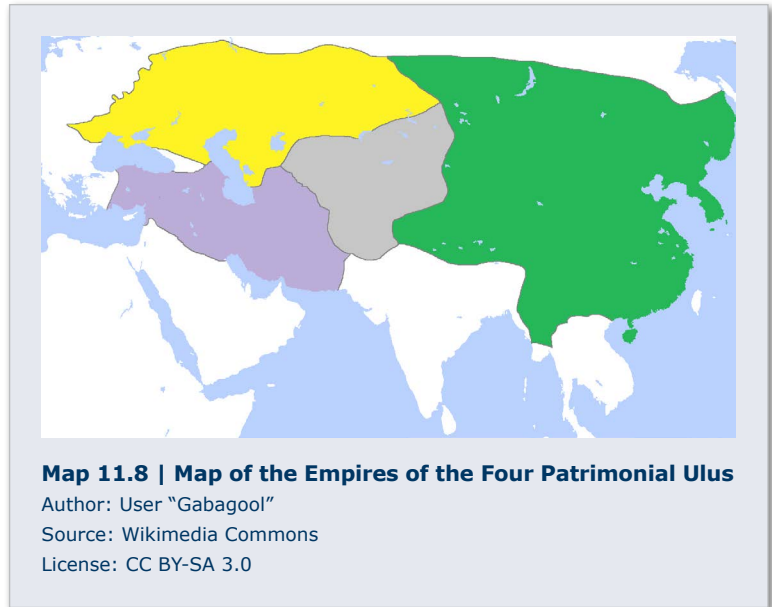 Map 11.8 | Map of the Empires of the Four Patrimonial Ulus
Author: User “Gabagool”
Source: Wikimedia Commons
License: CC BY-SA 3.0